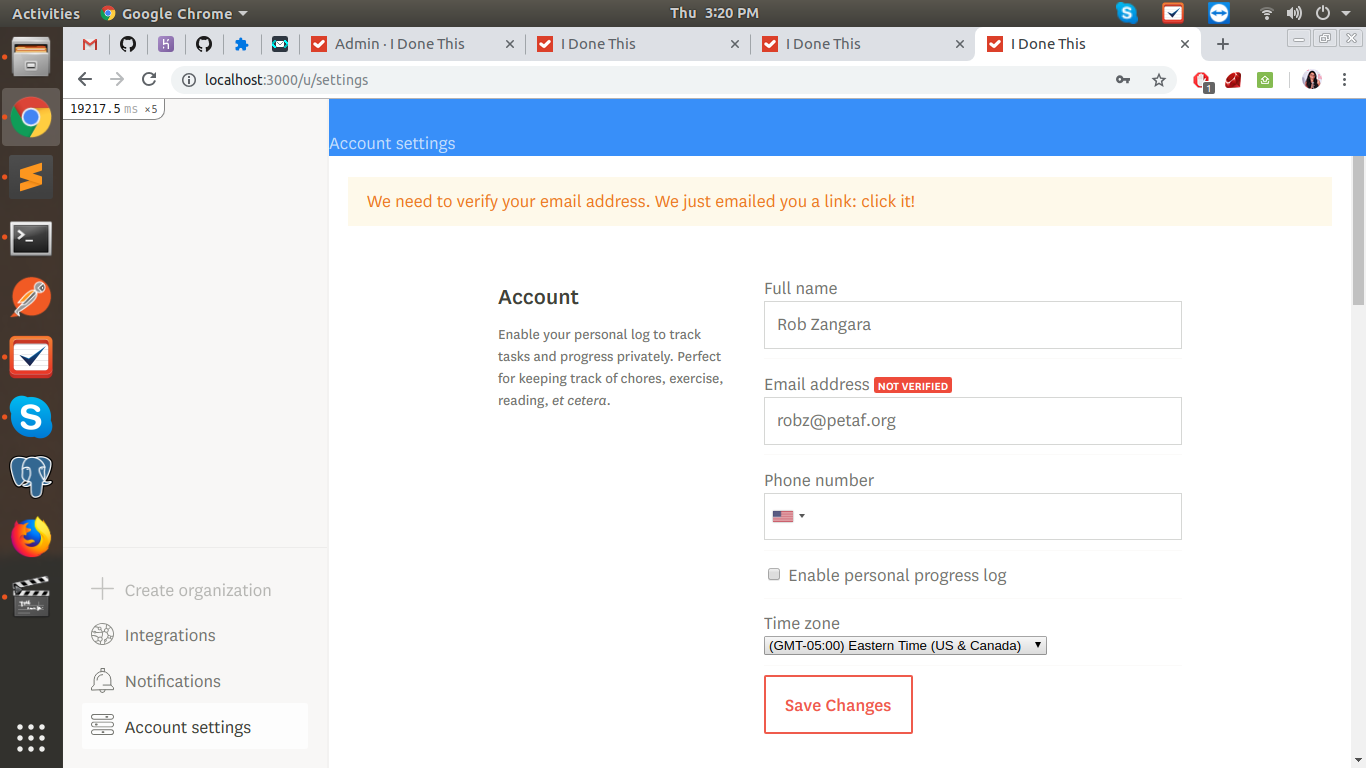 Activities Google Chrome Thu 3:20 PM
Admin · I Done This I Done This I Done This I Done This
localhost:3000/u/settings
1
19217.5 ms ×5
Account settings
We need to verify your email address. We just emailed you a link: click it!
Account
Enable your personal log to track
tasks and progress privately. Perfect
for keeping track of chores, exercise,
reading, et cetera.
Full name
Rob Zangara
Email address NOT VERIFIED
robz@petaf.org
Phone number
Enable personal progress log
Time zone
(GMT-05:00) Eastern Time (US & Canada)
Save Changes
Create organization
Integrations
Notifications
Account settings